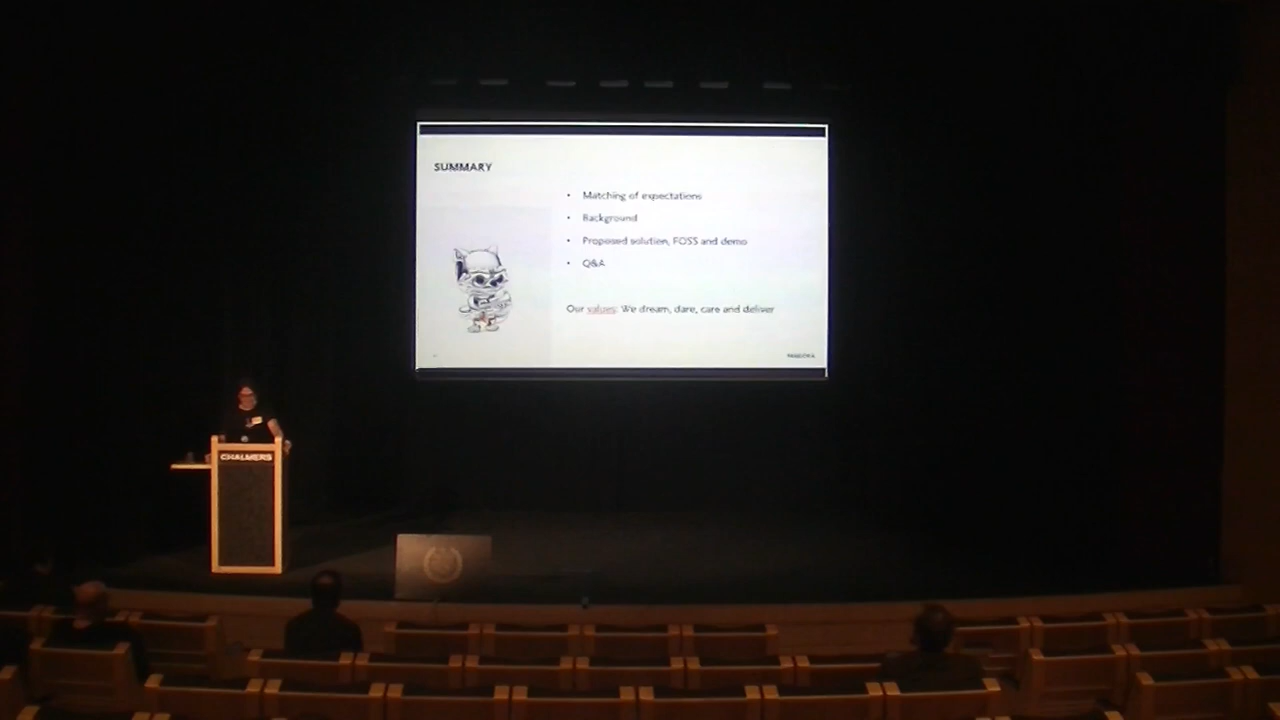 SUMMARY
• Matching of expectations
• Background
• Proposed solution, FOSS and demo
• Q&A
Our values: We dream, dare, care and deliver
CHALMERS